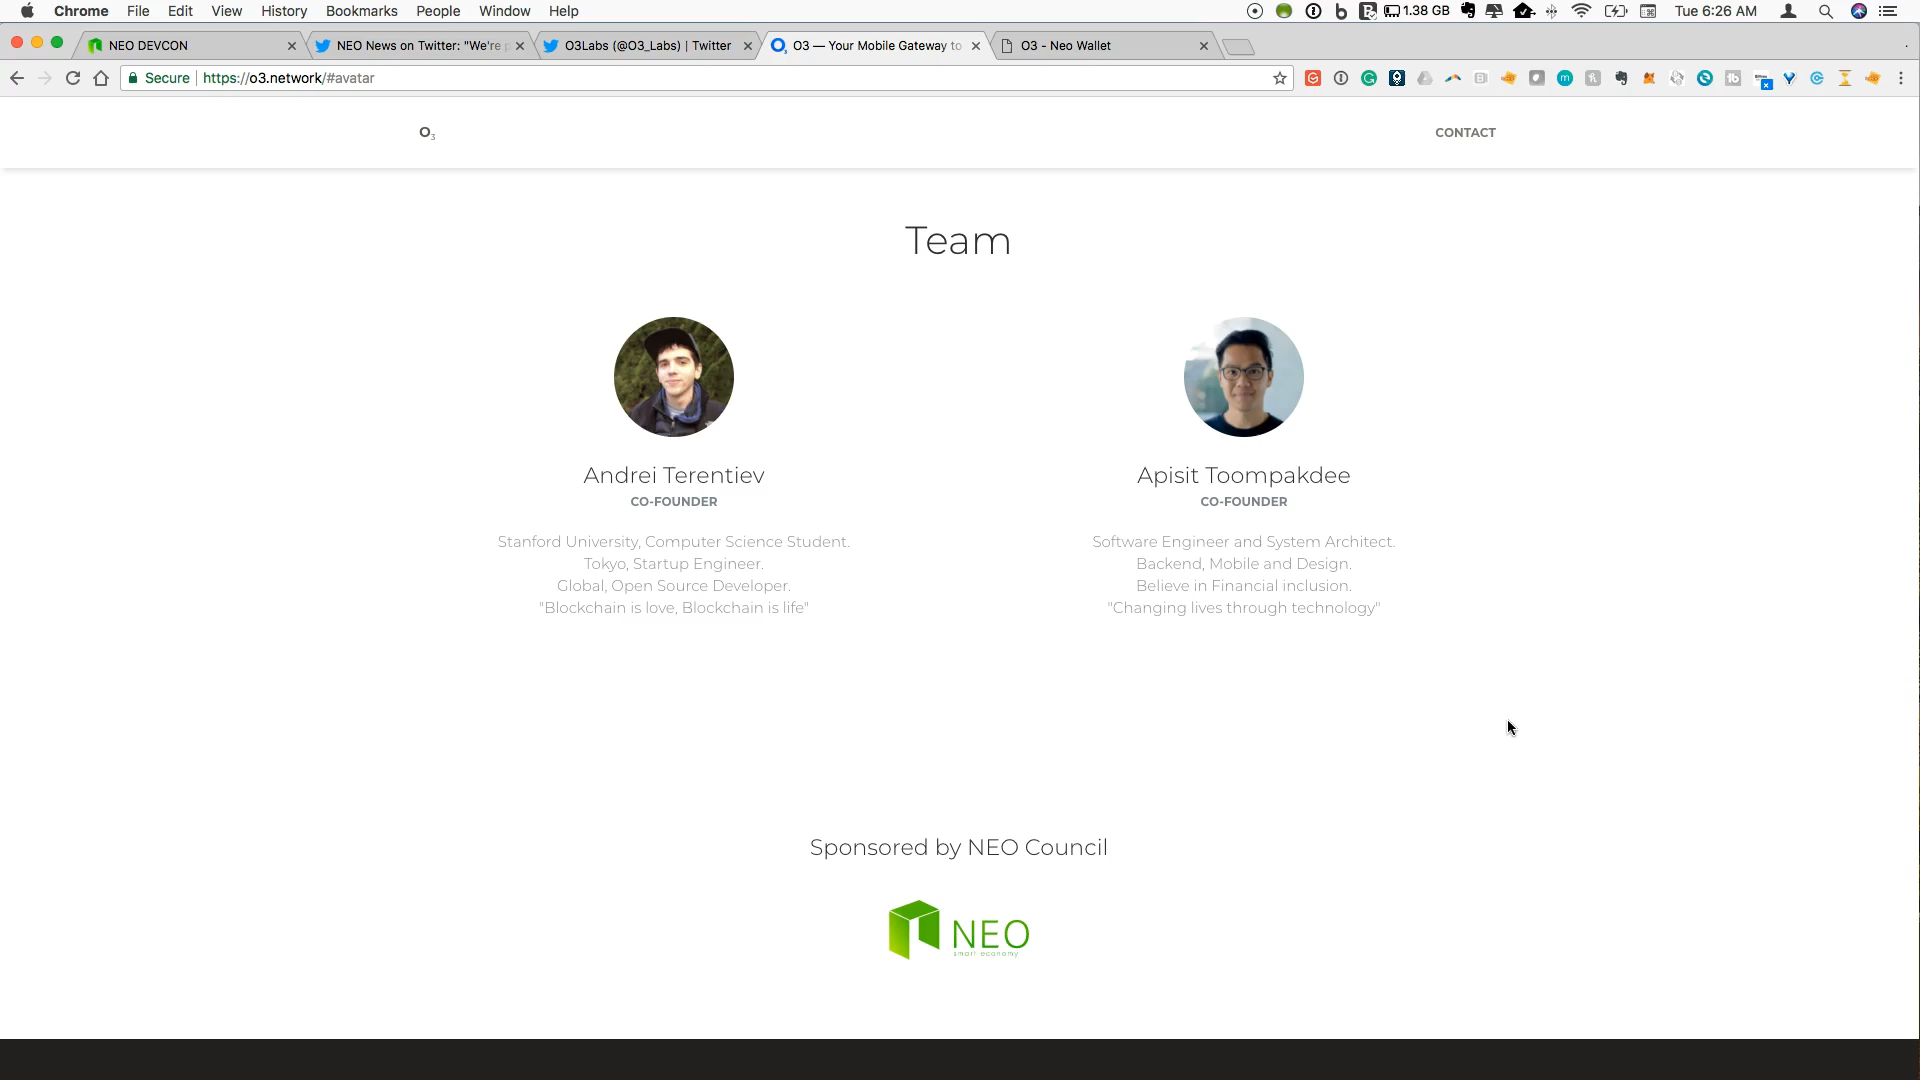 Chrome File Edit View History Bookmarks People Window Help 1.38 GB Tue 6:26 AM
NEO DEVCON
NEO News on Twitter: "We're p
O3Labs (@O3_Labs) | Twitter
O3 — Your Mobile Gateway to
O3 - Neo Wallet
Secure https://o3.network/#avatar
O3
CONTACT
Team
Andrei Terentiev
CO-FOUNDER
Stanford University, Computer Science Student.
Tokyo, Startup Engineer.
Global, Open Source Developer.
"Blockchain is love, Blockchain is life"
Apisit Toompakdee
CO-FOUNDER
Software Engineer and System Architect.
Backend, Mobile and Design.
Believe in Financial inclusion.
"Changing lives through technology"
Sponsored by NEO Council
NEO
smart economy